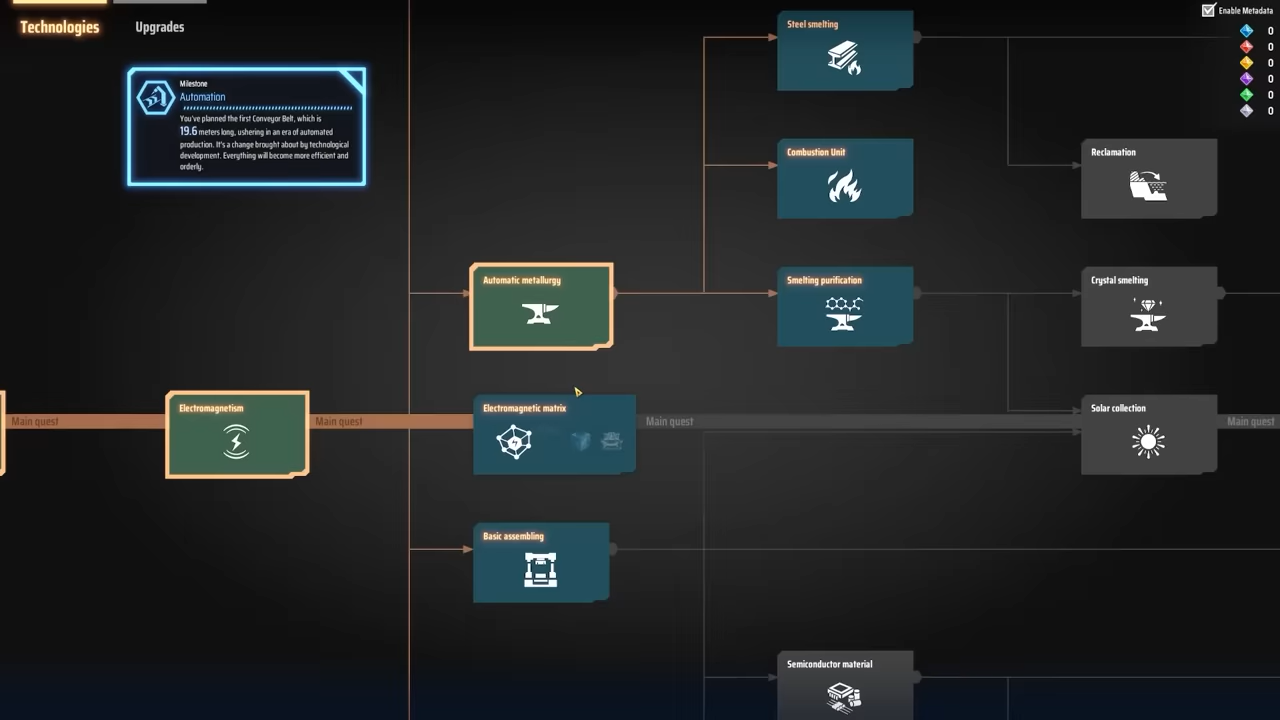 Technologies
Upgrades
Enable Metadata
0
0
0
0
0
0
Milestone
Automation
You've planned the first Conveyor Belt, which is
19.6 meters long, ushering in an era of automated
production. It's a change brought about by technological
development. Everything will become more efficient and
orderly.
Steel smelting
Combustion Unit
Reclamation
Automatic metallurgy
Smelting purification
Crystal smelting
Main quest
Electromagnetism
Main quest
Electromagnetic matrix
Main quest
Solar collection
Main quest
Basic assembling
Semiconductor material